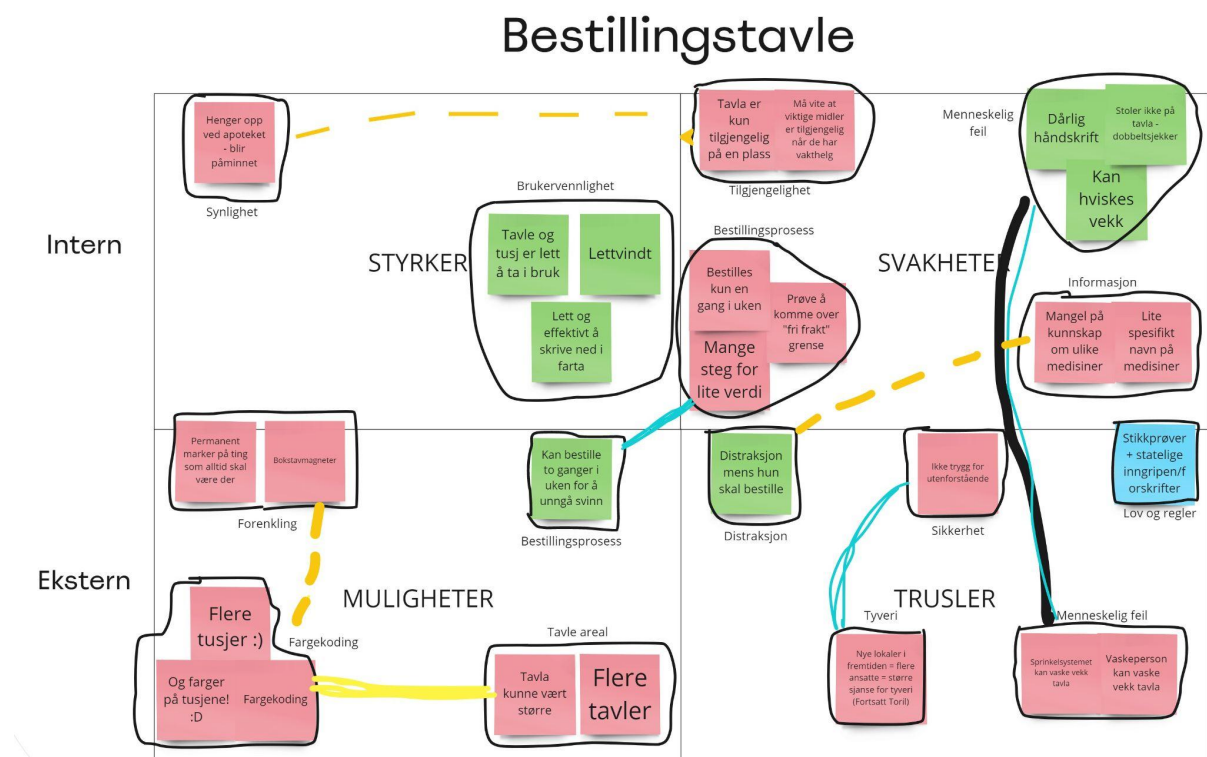 Bestillingstavle
Intern
Henger opp
ved apoteket
- blir
påminnet
Synlighet
STYRKER
Brukervennlighet
Tavle og
tusj er lett
å ta i bruk
Lettvindt
Lett og
effektivt å
skrive ned i
farta
Tavla er
kun
tilgjengelig
på en plass
Må vite at
viktige midler
er tilgjengelig
når de har
vakthelg
Tilgjengelighet
Bestillingsprosess
Bestilles
kun en
gang i uken
Prøve å
komme over
"fri frakt"
grense
Mange
steg for
lite verdi
SVAKHETER
Menneskelig
feil
Dårlig
håndskrift
Stoler ikke på
tavla -
dobbeltsjekker
Kan
hviskes
vekk
Informasjon
Mangel på
kunnskap
om ulike
medisiner
Lite
spesifikt
navn på
medisiner
Ekstern
Permanent
marker på ting
som alltid skal
være der
Bokstavmagneter
Forenkling
Kan bestille
to ganger i
uken for å
unngå svinn
Bestillingsprosess
MULIGHETER
Flere
tusjer :)
Og farger
på tusjene!
:D
Fargekoding
Fargekoding
Tavle areal
Tavla
kunne vært
større
Flere
tavler
Distraksjon
mens hun
skal bestille
Distraksjon
Ikke trygg for
utenforstående
Sikkerhet
Stikkprøver
+ statelige
inngripen/f
orskrifter
Lov og regler
TRUSLER
Tyveri
Nye lokaler i
fremtiden = flere
ansatte = større
sjanse for tyveri
(Fortsatt Toril)
Menneskelig feil
Sprinkelsystemet
kan vaske vekk
tavla
Vaskeperson
kan vaske
vekk tavla